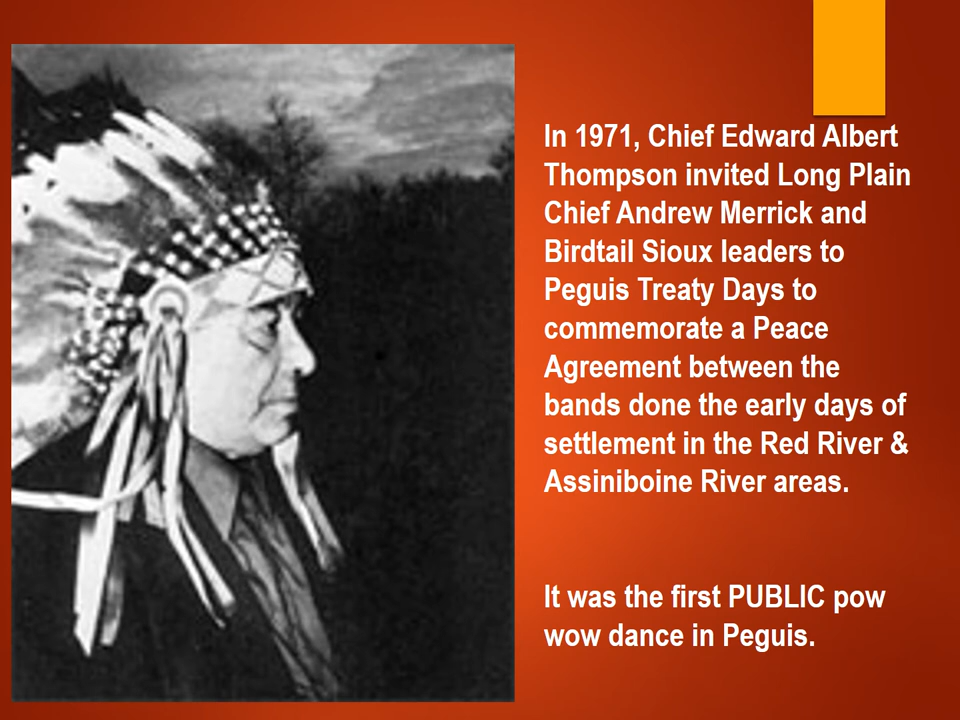 In 1971, Chief Edward Albert
Thompson invited Long Plain
Chief Andrew Merrick and
Birdtail Sioux leaders to
Peguis Treaty Days to
commemorate a Peace
Agreement between the
bands done the early days of
settlement in the Red River &
Assiniboine River areas.
It was the first PUBLIC pow
wow dance in Peguis.